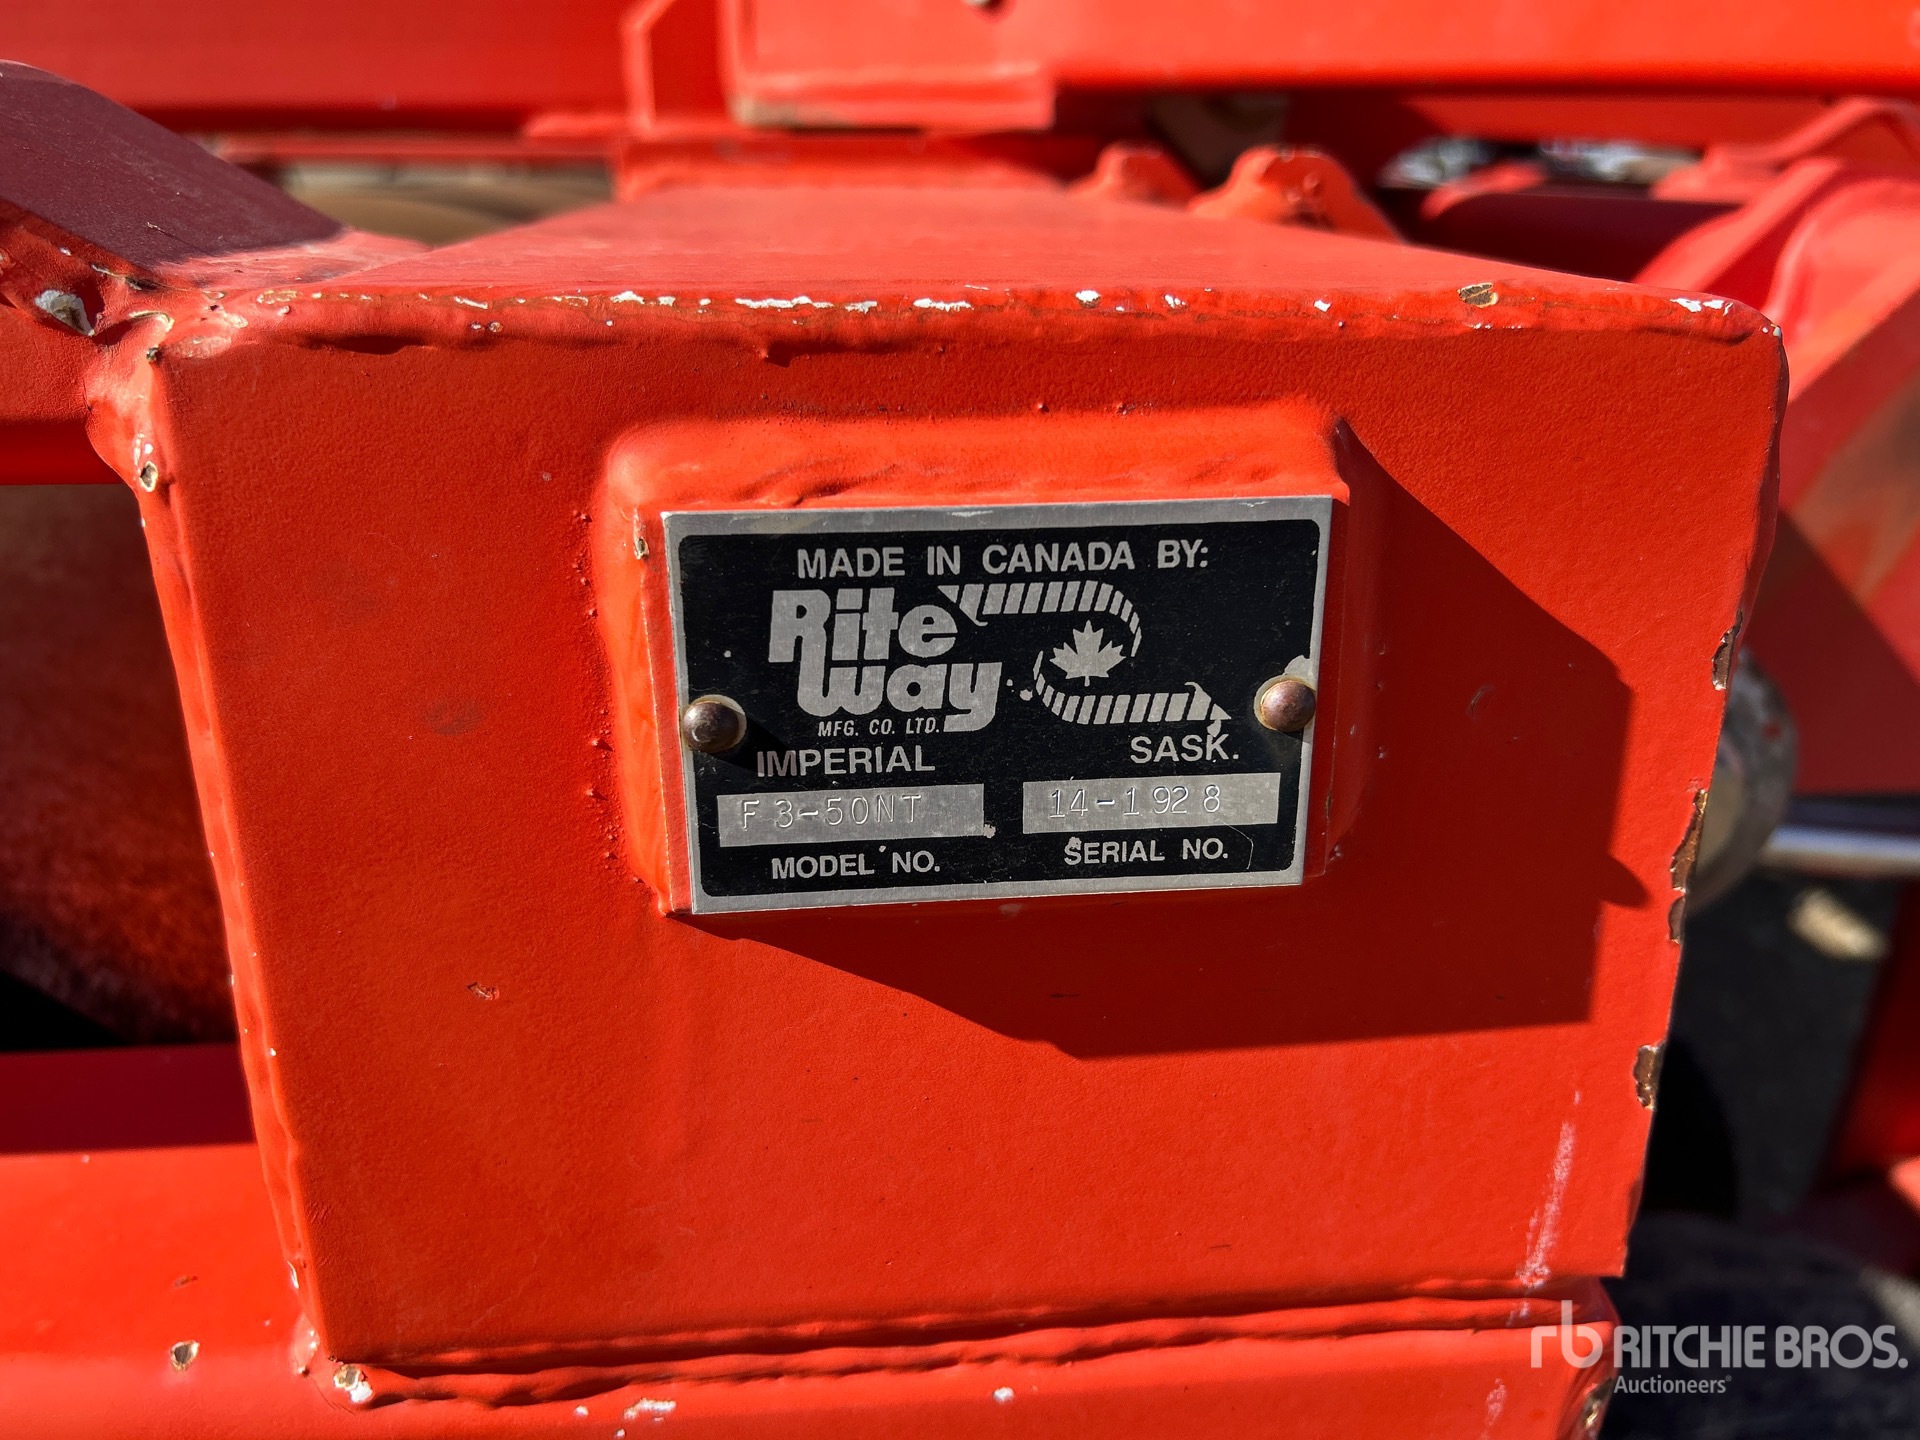 MADE IN CANADA BY:
Rite
way
MFG. CO. LTD.
IMPERIAL SASK.
F3-50NT 14-1928
MODEL NO. SERIAL NO.
rb RITCHIE BROS.
Auctioneers